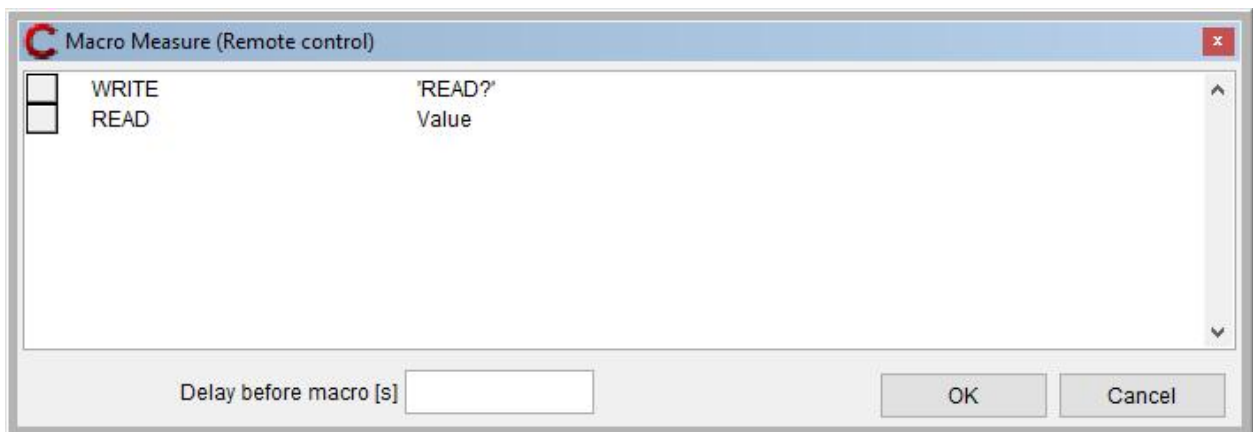 Macro Measure (Remote control)
WRITE 'READ?'
READ Value
Delay before macro [s]
OK Cancel